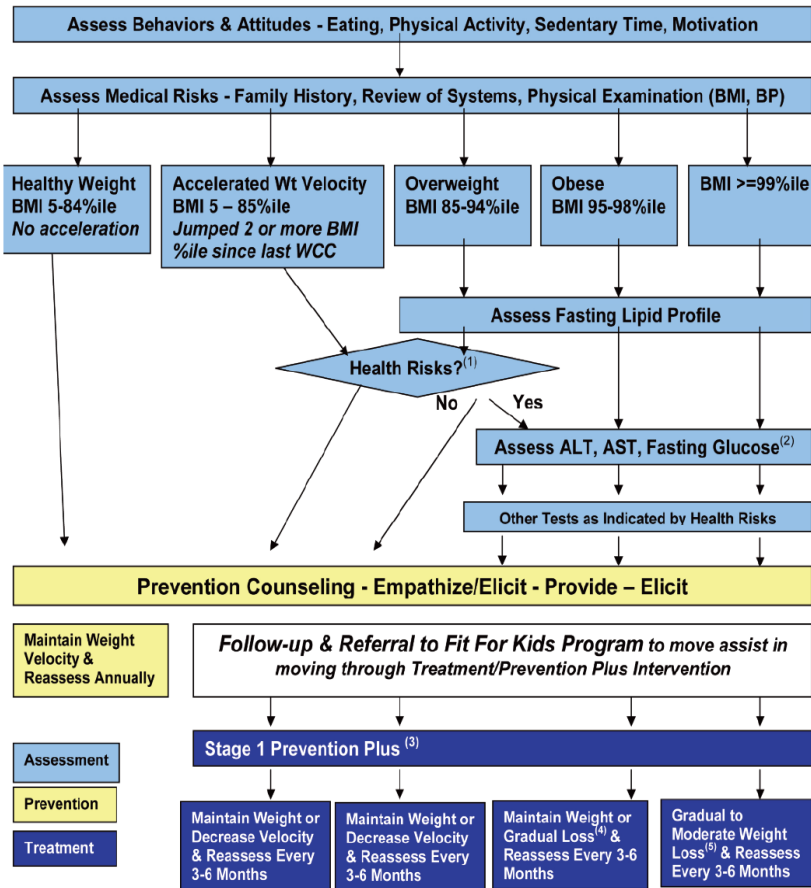 Assess Behaviors & Attitudes - Eating, Physical Activity, Sedentary Time, Motivation
Assess Medical Risks - Family History, Review of Systems, Physical Examination (BMI, BP)
Healthy Weight
BMI 5-84%ile
No acceleration
Accelerated Wt Velocity
BMI 5 – 85%ile
Jumped 2 or more BMI
%ile since last WCC
Overweight
BMI 85-94%ile
Obese
BMI 95-98%ile
BMI >=99%ile
Assess Fasting Lipid Profile
Health Risks?(1)
No
Yes
Assess ALT, AST, Fasting Glucose(2)
Other Tests as Indicated by Health Risks
Prevention Counseling - Empathize/Elicit - Provide – Elicit
Maintain Weight
Velocity &
Reassess Annually
Follow-up & Referral to Fit For Kids Program to move assist in
moving through Treatment/Prevention Plus Intervention
Stage 1 Prevention Plus (3)
Assessment
Prevention
Treatment
Maintain Weight or
Decrease Velocity
& Reassess Every
3-6 Months
Maintain Weight or
Decrease Velocity
& Reassess Every
3-6 Months
Maintain Weight or
Gradual Loss(4) &
Reassess Every 3-6
Months
Gradual to
Moderate Weight
Loss(5) & Reassess
Every 3-6 Months